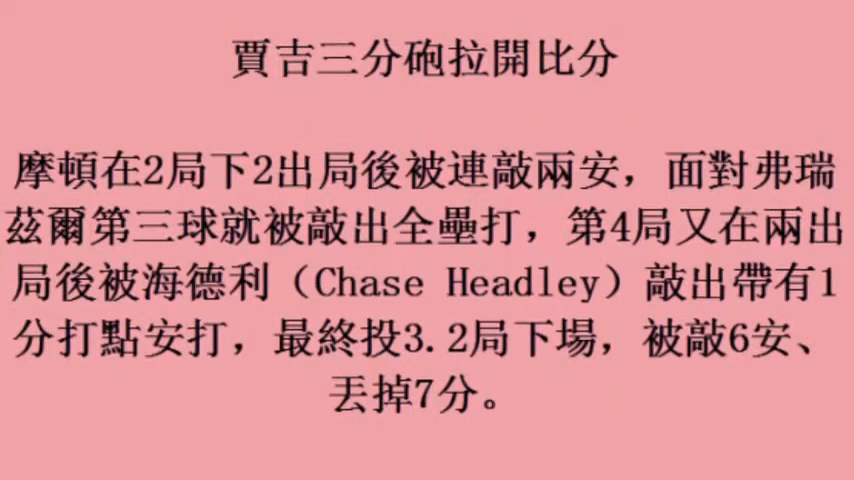 賈吉三分砲拉開比分
摩頓在2局下2出局後被連敲兩安，面對弗瑞
茲爾第三球就被敲出全壘打，第4局又在兩出
局後被海德利（Chase Headley）敲出帶有1
分打點安打，最終投3.2局下場，被敲6安、
丟掉7分。